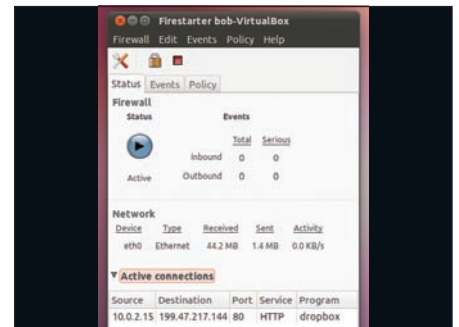 Firestarter bob-VirtualBox
Firewall Edit Events Policy Help
Status Events Policy
Firewall
Status Events
Total Serious
Inbound 0 0
Active Outbound 0 0
Network
Device Type Received Sent Activity
eth0 Ethernet 44.2 MB 1.4 MB 0.0 KB/s
Active connections
Source Destination Port Service Program
10.0.2.15 199.47.217.144 80 HTTP dropbox